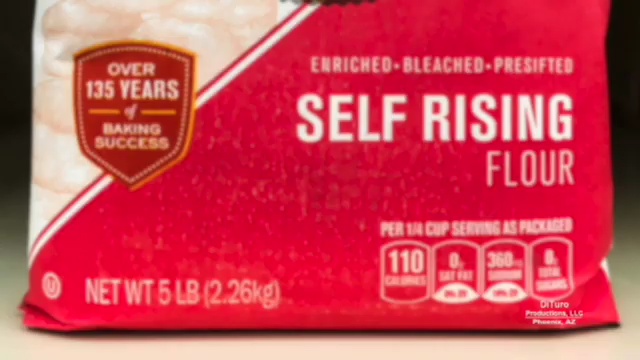 OVER
135 YEARS
of
BAKING
SUCCESS
ENRICHED•BLEACHED•PRESIFTED
SELF RISING
FLOUR
PER 1/4 CUP SERVING AS PACKAGED
110
CALORIES
0g
SAT FAT
360mg
SODIUM
0g
TOTAL
SUGARS
NET WT 5 LB (2.26kg)
DiTuro
Productions, LLC
Phoenix, AZ